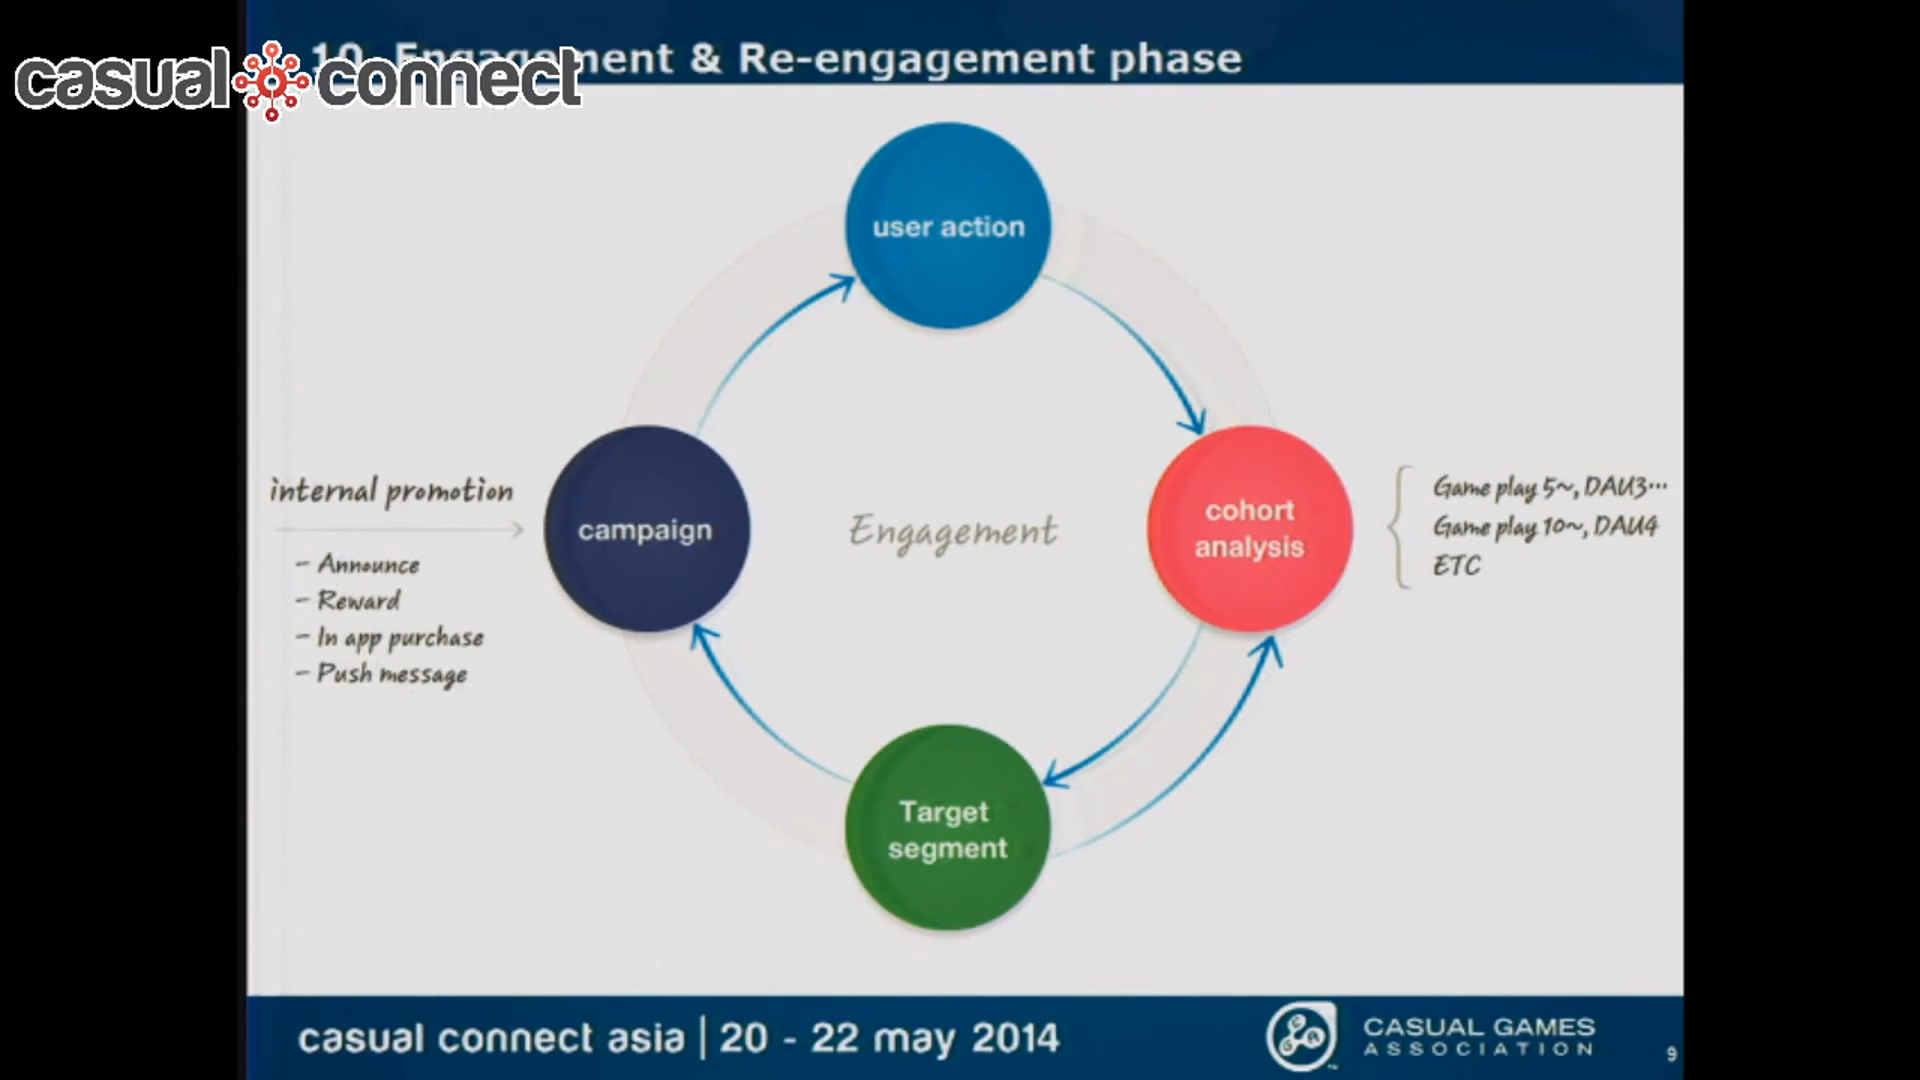 10. Engagement & Re-engagement phase
casual connect
user action
internal promotion
- Announce
- Reward
- In app purchase
- Push message
campaign
Engagement
cohort
analysis
Game play 5~, DAU3...
Game play 10~, DAU4
ETC
Target
segment
casual connect asia | 20 - 22 may 2014
CASUAL GAMES
ASSOCIATION
9